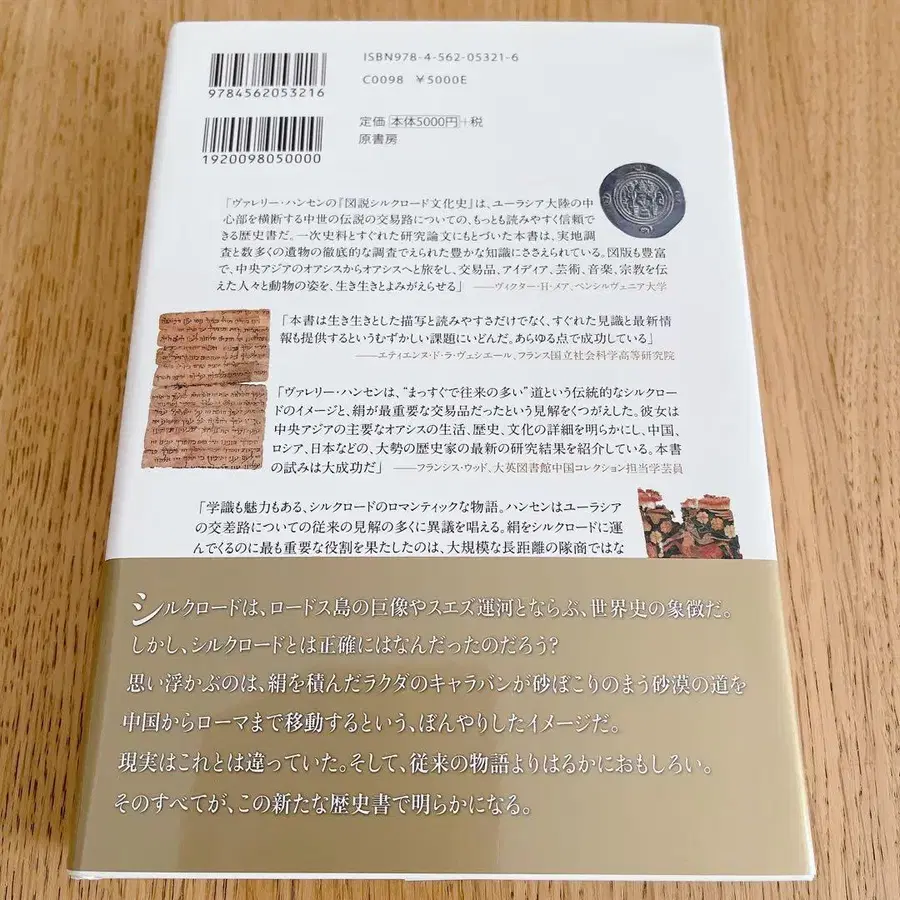 ISBN978-4-562-05321-6
C0098 ¥5000E
9784562053216
定価 本体5000円+税
原書房
1920098050000
「ヴァレリー・ハンセンの『図説シルクロード文化史』は、ユーラシア大陸の中
心部を横断する中世の伝説の交易路についての、もっとも読みやすく信頼で
きる歴史書だ。一次史料とすぐれた研究論文にもとづいた本書は、実地調
査と数多くの遺物の徹底的な調査でえられた豊かな知識にささえられている。図版も豊富
で、中央アジアのオアシスからオアシスへと旅をし、交易品、アイディア、芸術、音楽、宗教を伝
えた人々と動物の姿を、生き生きとよみがえらせる」 ――ヴィクター・H・メア、ペンシルヴェニア大学
「本書は生き生きとした描写と読みやすさだけでなく、すぐれた見識と最新情
報も提供するというむずかしい課題にいどんだ。あらゆる点で成功している」
――エティエンヌ・ド・ラ・ヴェシエール、フランス国立社会科学高等研究院
「ヴァレリー・ハンセンは、“まっすぐで往来の多い”道という伝統的なシルクロー
ドのイメージと、絹が最重要な交易品だったという見解をくつがえした。彼女は
中央アジアの主要なオアシスの生活、歴史、文化の詳細を明らかにし、中国、
ロシア、日本などの、大勢の歴史家の最新の研究結果を紹介している。本書
の試みは大成功だ」 ――フランシス・ウッド、大英図書館中国コレクション担当学芸員
「学識も魅力もある、シルクロードのロマンティックな物語。ハンセンはユーラシア
の交差路についての従来の見解の多くに異議を唱える。絹をシルクロードに運
んでくるのに最も重要な役割を果たしたのは、大規模な長距離の隊商ではな
シルクロードは、ロードス島の巨像やスエズ運河とならぶ、世界史の象徴だ。
しかし、シルクロードとは正確にはなんだったのだろう?
思い浮かぶのは、絹を積んだラクダのキャラバンが砂ぼこりのまう砂漠の道を
中国からローマまで移動するという、ぼんやりしたイメージだ。
現実はこれとは違っていた。そして、従来の物語よりはるかにおもしろい。
そのすべてが、この新たな歴史書で明らかになる。